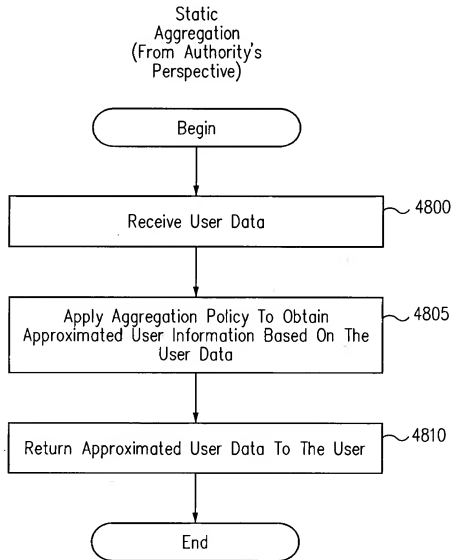 Static
Aggregation
(From Authority's
Perspective)
Begin
Receive User Data
4800
Apply Aggregation Policy To Obtain
Approximated User Information Based On The
User Data
4805
Return Approximated User Data To The User
4810
End